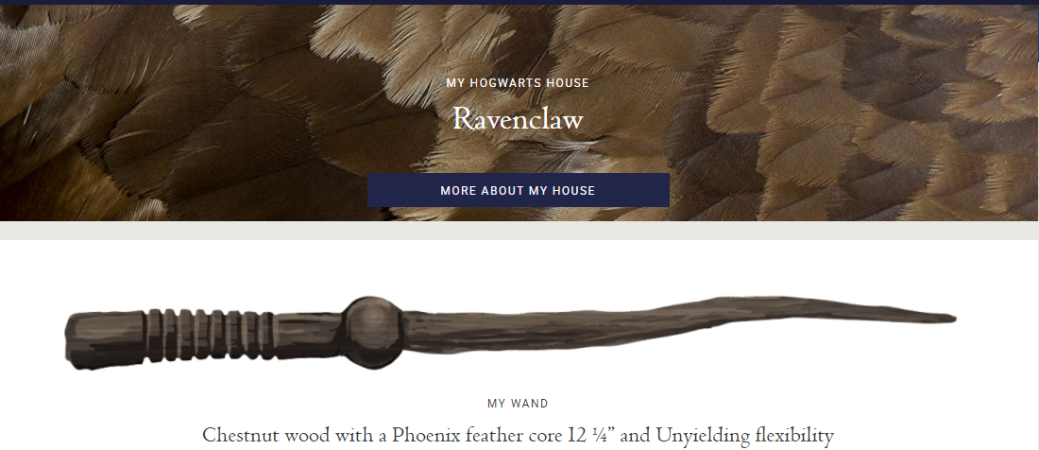 MY HOGWARTS HOUSE
Ravenclaw
MORE ABOUT MY HOUSE
MY WAND
Chestnut wood with a Phoenix feather core 12 ¼” and Unyielding flexibility